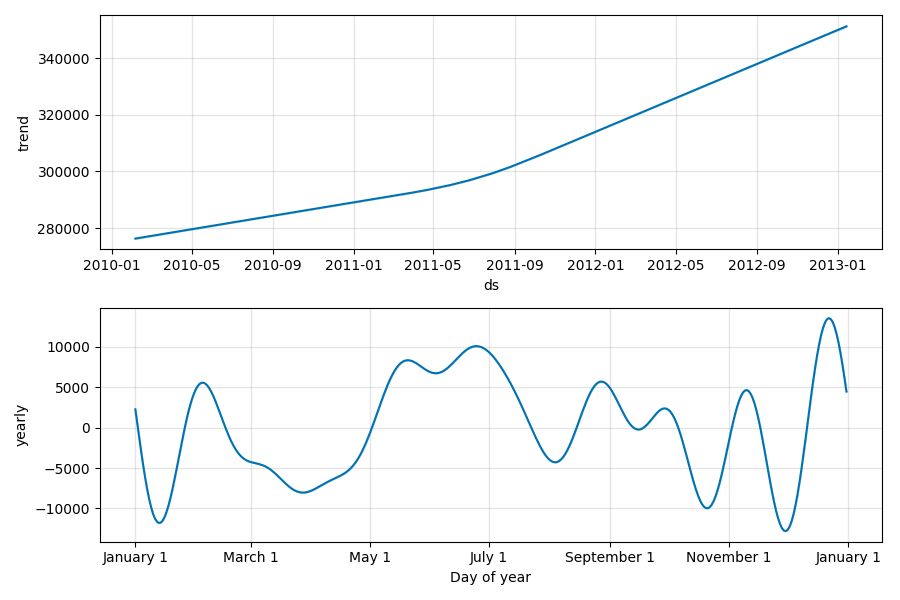 trend
340000
320000
300000
280000
2010-01 2010-05 2010-09 2011-01 2011-05 2011-09 2012-01 2012-05 2012-09 2013-01
ds
yearly
10000
5000
0
−5000
−10000
January 1 March 1 May 1 July 1 September 1 November 1 January 1
Day of year